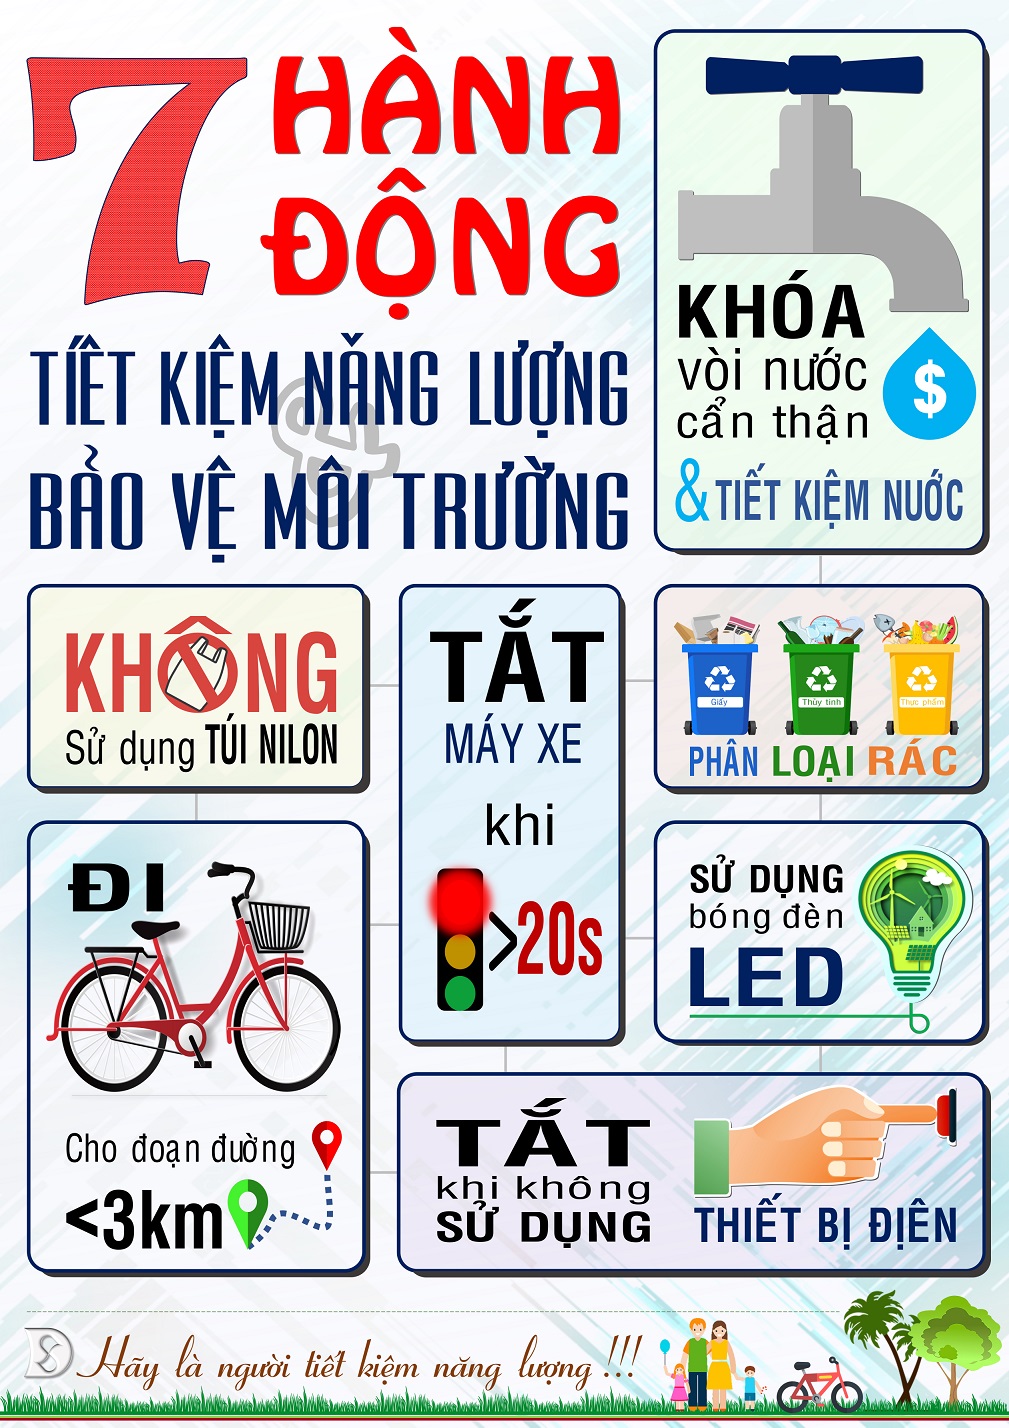 7 HÀNH
ĐỘNG
TIẾT KIỆM NĂNG LƯỢNG
&
BẢO VỆ MÔI TRƯỜNG
KHÓA
vòi nước
cẩn thận
$
& TIẾT KIỆM NƯỚC
KHÔNG
Sử dụng TÚI NILON
TẮT
MÁY XE
khi
>20s
Giấy
Thủy tinh
Thực phẩm
PHÂN LOẠI RÁC
ĐI
Cho đoạn đường
<3km
SỬ DỤNG
bóng đèn
LED
TẮT
khi không
SỬ DỤNG
THIẾT BỊ ĐIỆN
Hãy là người tiết kiệm năng lượng !!!